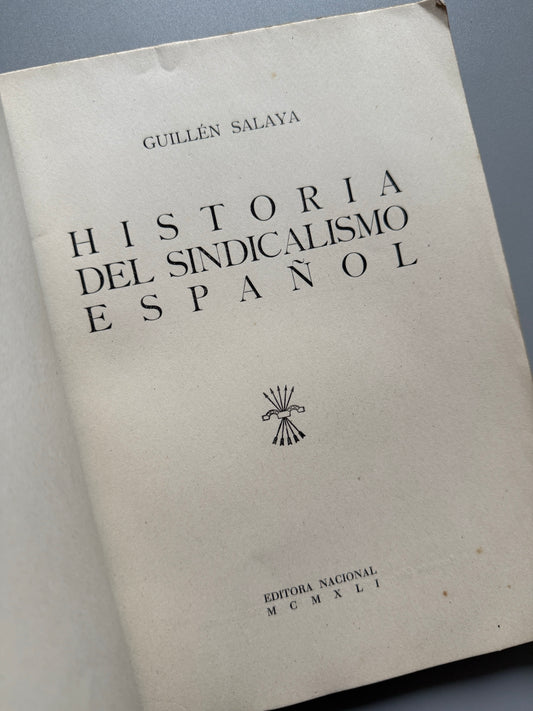 GUILLÉN SALAYA
HISTORIA
DEL SINDICALISMO
ESPAÑOL
EDITORA NACIONAL
MCMXLI